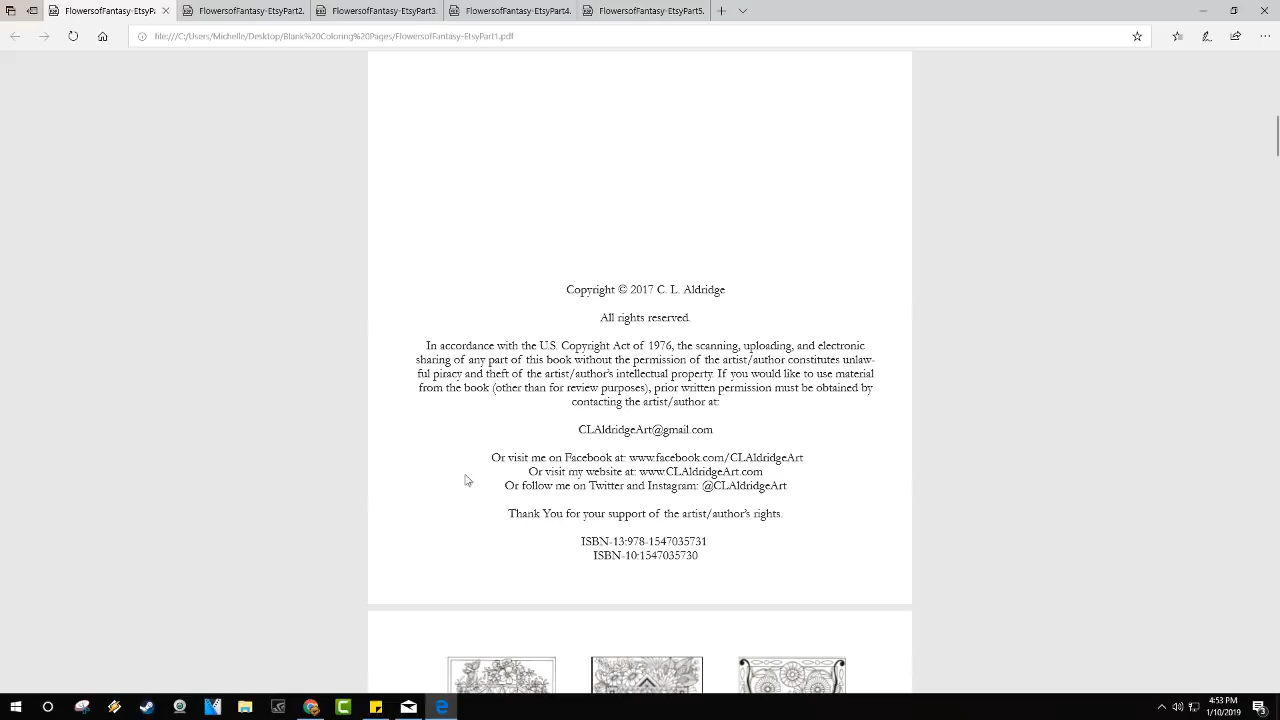 FlowersofFantasy-EtsyP
FlowersofFantasy-EtsyPart2.
FlowersofFantasy-EtsyPart3
FlowersofFantasy-EtsyPart4.
FlowersofFantasy-EtsyPart5.
file:///C:/Users/Michelle/Desktop/Blank%20Coloring%20Pages/FlowersofFantasy-EtsyPart1.pdf
Copyright © 2017 C. L. Aldridge
All rights reserved.
In accordance with the U.S. Copyright Act of 1976, the scanning, uploading, and electronic
sharing of any part of this book without the permission of the artist/author constitutes unlaw-
ful piracy and theft of the artist/author's intellectual property. If you would like to use material
from the book (other than for review purposes), prior written permission must be obtained by
contacting the artist/author at:
CLAldridgeArt@gmail.com
Or visit me on Facebook at: www.facebook.com/CLAldridgeArt
Or visit my website at: www.CLAldridgeArt.com
Or follow me on Twitter and Instagram: @CLAldridgeArt
Thank You for your support of the artist/author's rights.
ISBN-13:978-1547035731
ISBN-10:1547035730
4:53 PM
1/10/2019